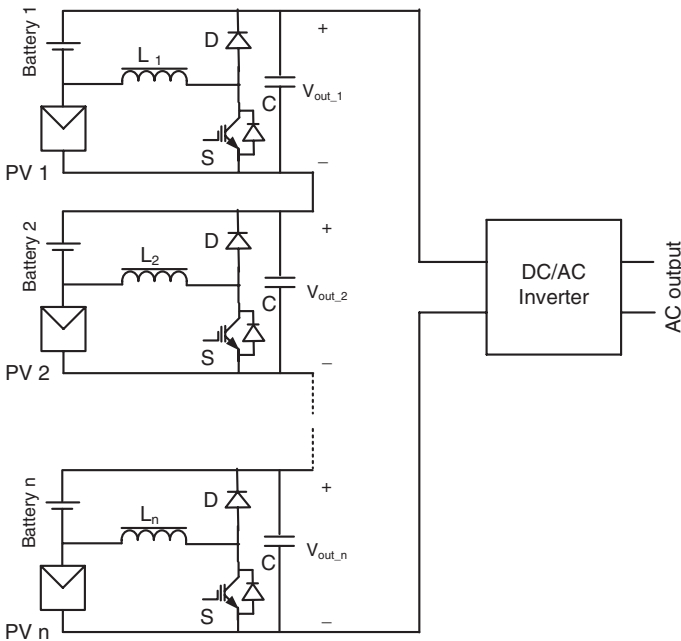 Battery 1
D
L 1
C
Vout_1
+
−
S
PV 1
Battery 2
D
L2
C
Vout_2
+
−
S
PV 2
DC/AC
Inverter
AC output
Battery n
D
Ln
C
Vout_n
+
−
S
PV n